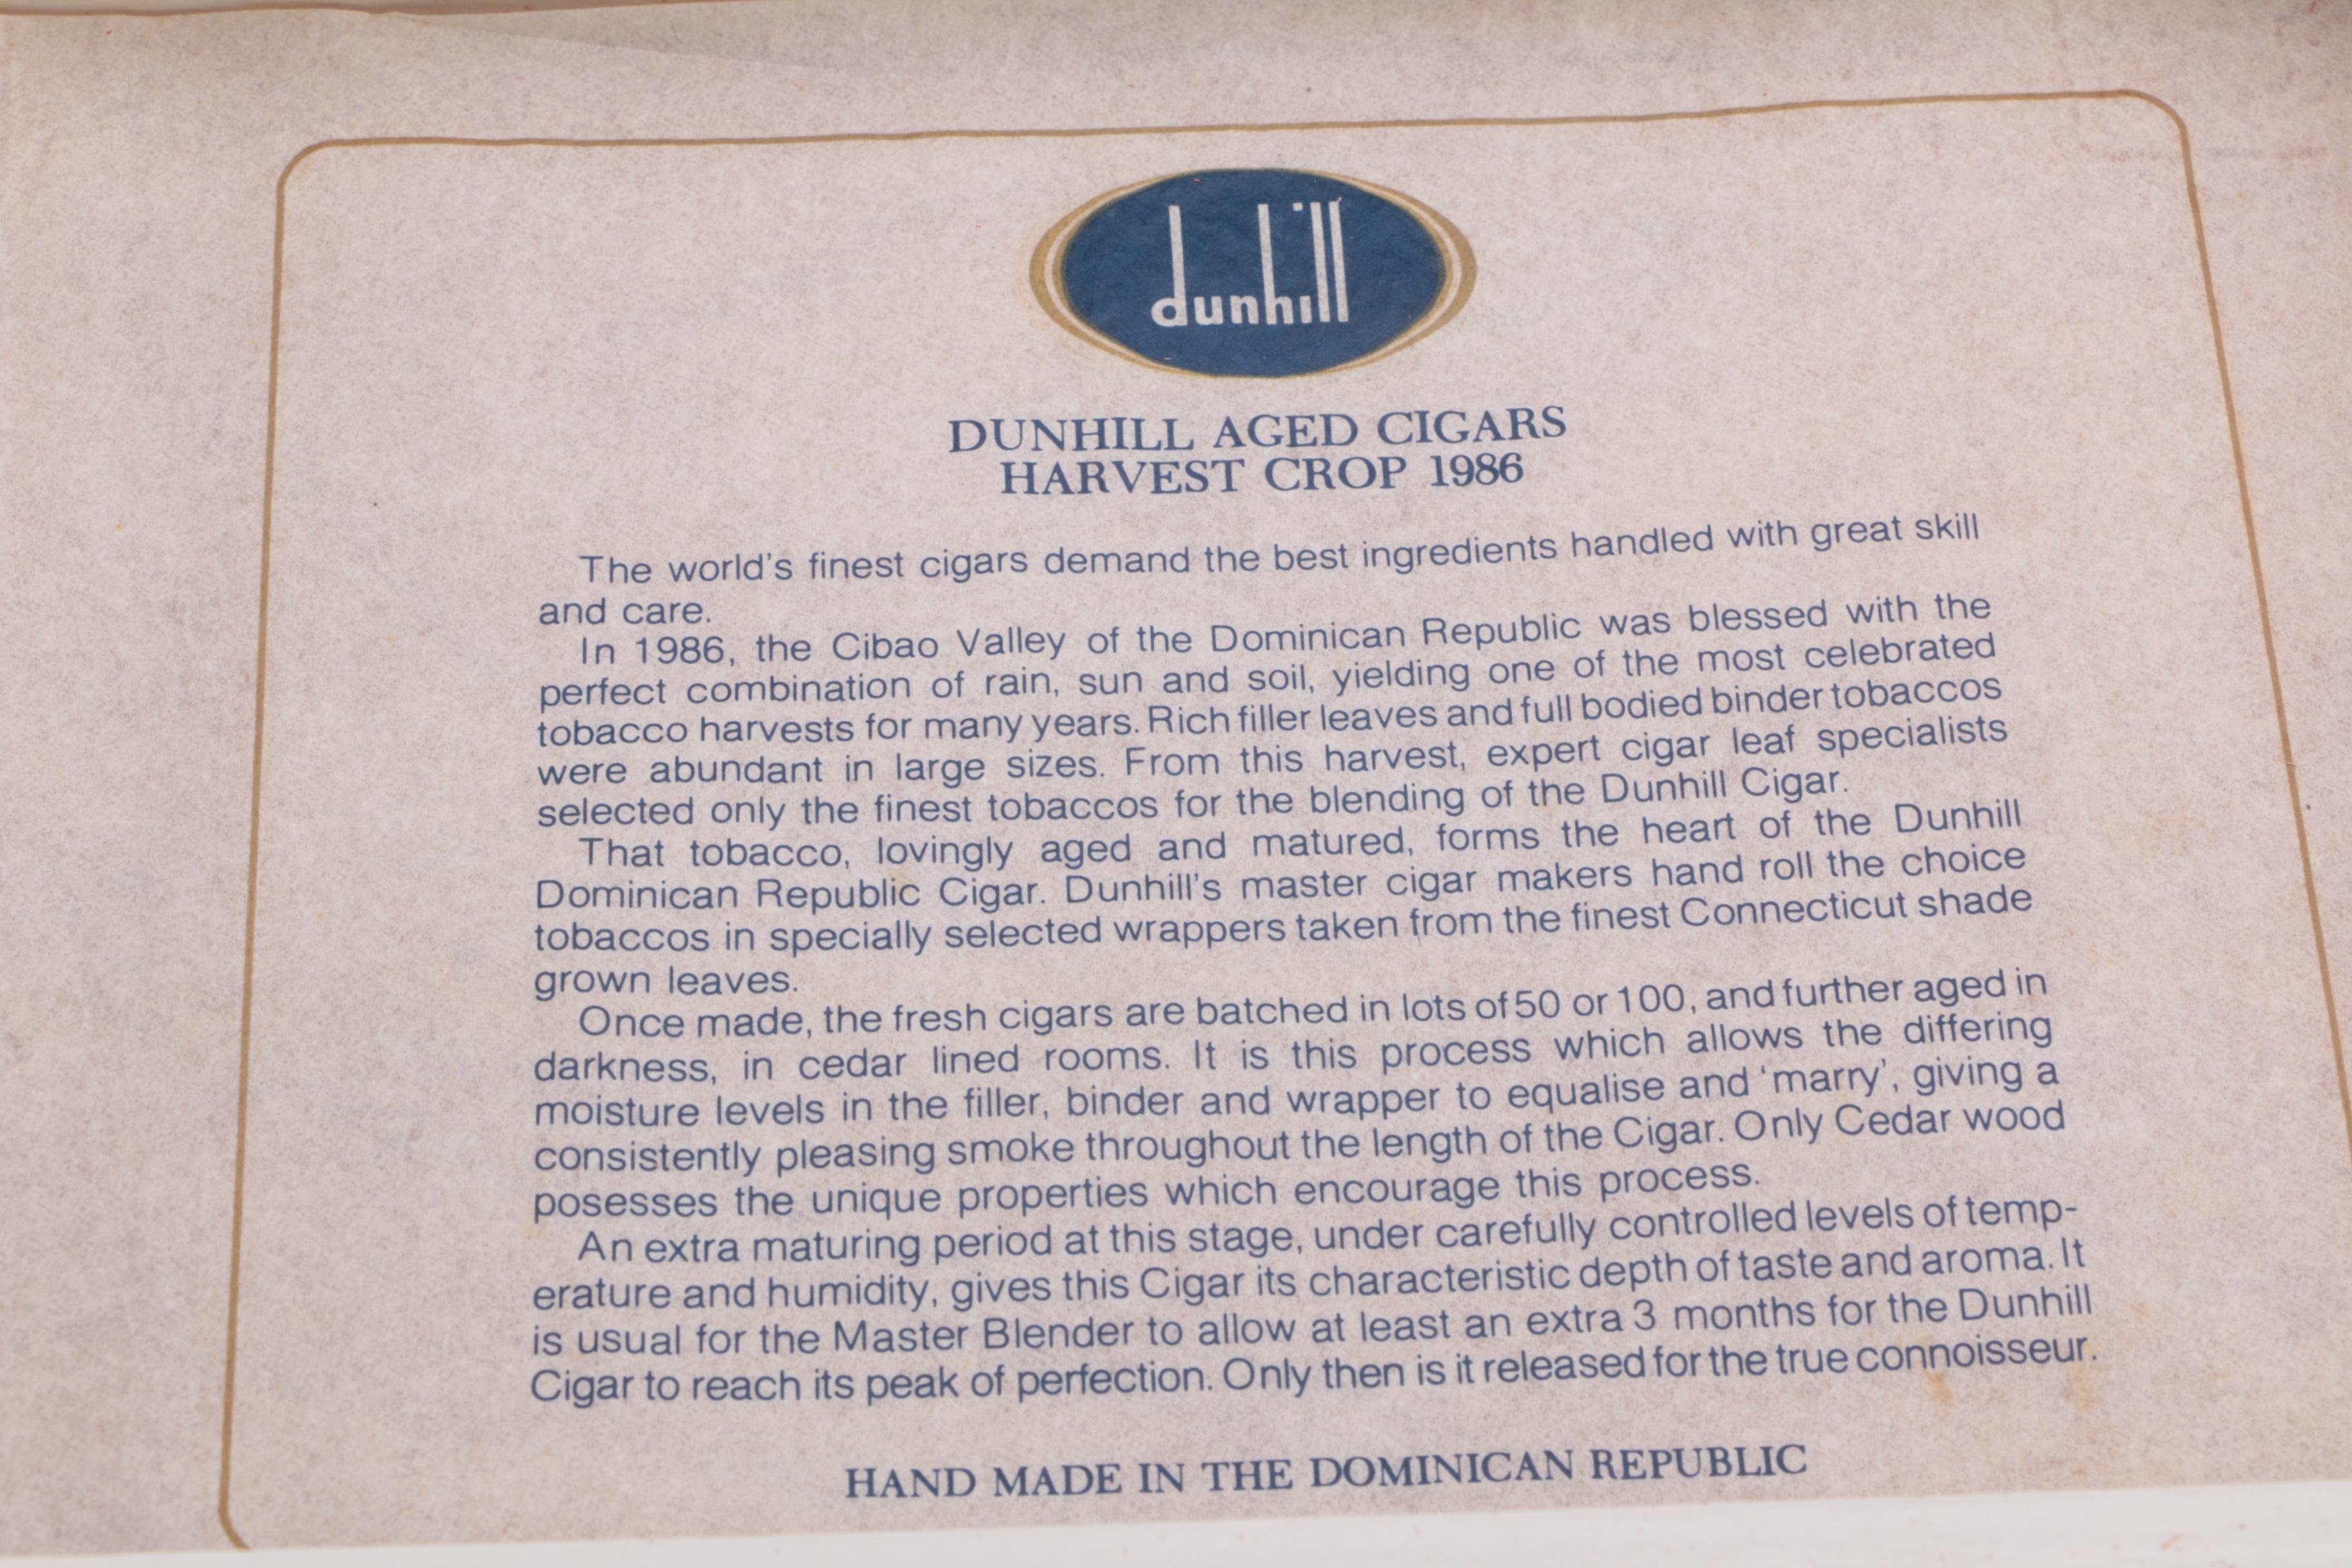 dunhill
DUNHILL AGED CIGARS
HARVEST CROP 1986
The world's finest cigars demand the best ingredients handled with great skill
and care.
In 1986, the Cibao Valley of the Dominican Republic was blessed with the
perfect combination of rain, sun and soil, yielding one of the most celebrated
tobacco harvests for many years. Rich filler leaves and full bodied binder tobaccos
were abundant in large sizes. From this harvest, expert cigar leaf specialists
selected only the finest tobaccos for the blending of the Dunhill Cigar.
That tobacco, lovingly aged and matured, forms the heart of the Dunhill
Dominican Republic Cigar. Dunhill's master cigar makers hand roll the choice
tobaccos in specially selected wrappers taken from the finest Connecticut shade
grown leaves.
Once made, the fresh cigars are batched in lots of 50 or 100, and further aged in
darkness, in cedar lined rooms. It is this process which allows the differing
moisture levels in the filler, binder and wrapper to equalise and 'marry', giving a
consistently pleasing smoke throughout the length of the Cigar. Only Cedar wood
posesses the unique properties which encourage this process.
An extra maturing period at this stage, under carefully controlled levels of temp-
erature and humidity, gives this Cigar its characteristic depth of taste and aroma. It
is usual for the Master Blender to allow at least an extra 3 months for the Dunhill
Cigar to reach its peak of perfection. Only then is it released for the true connoisseur.
HAND MADE IN THE DOMINICAN REPUBLIC